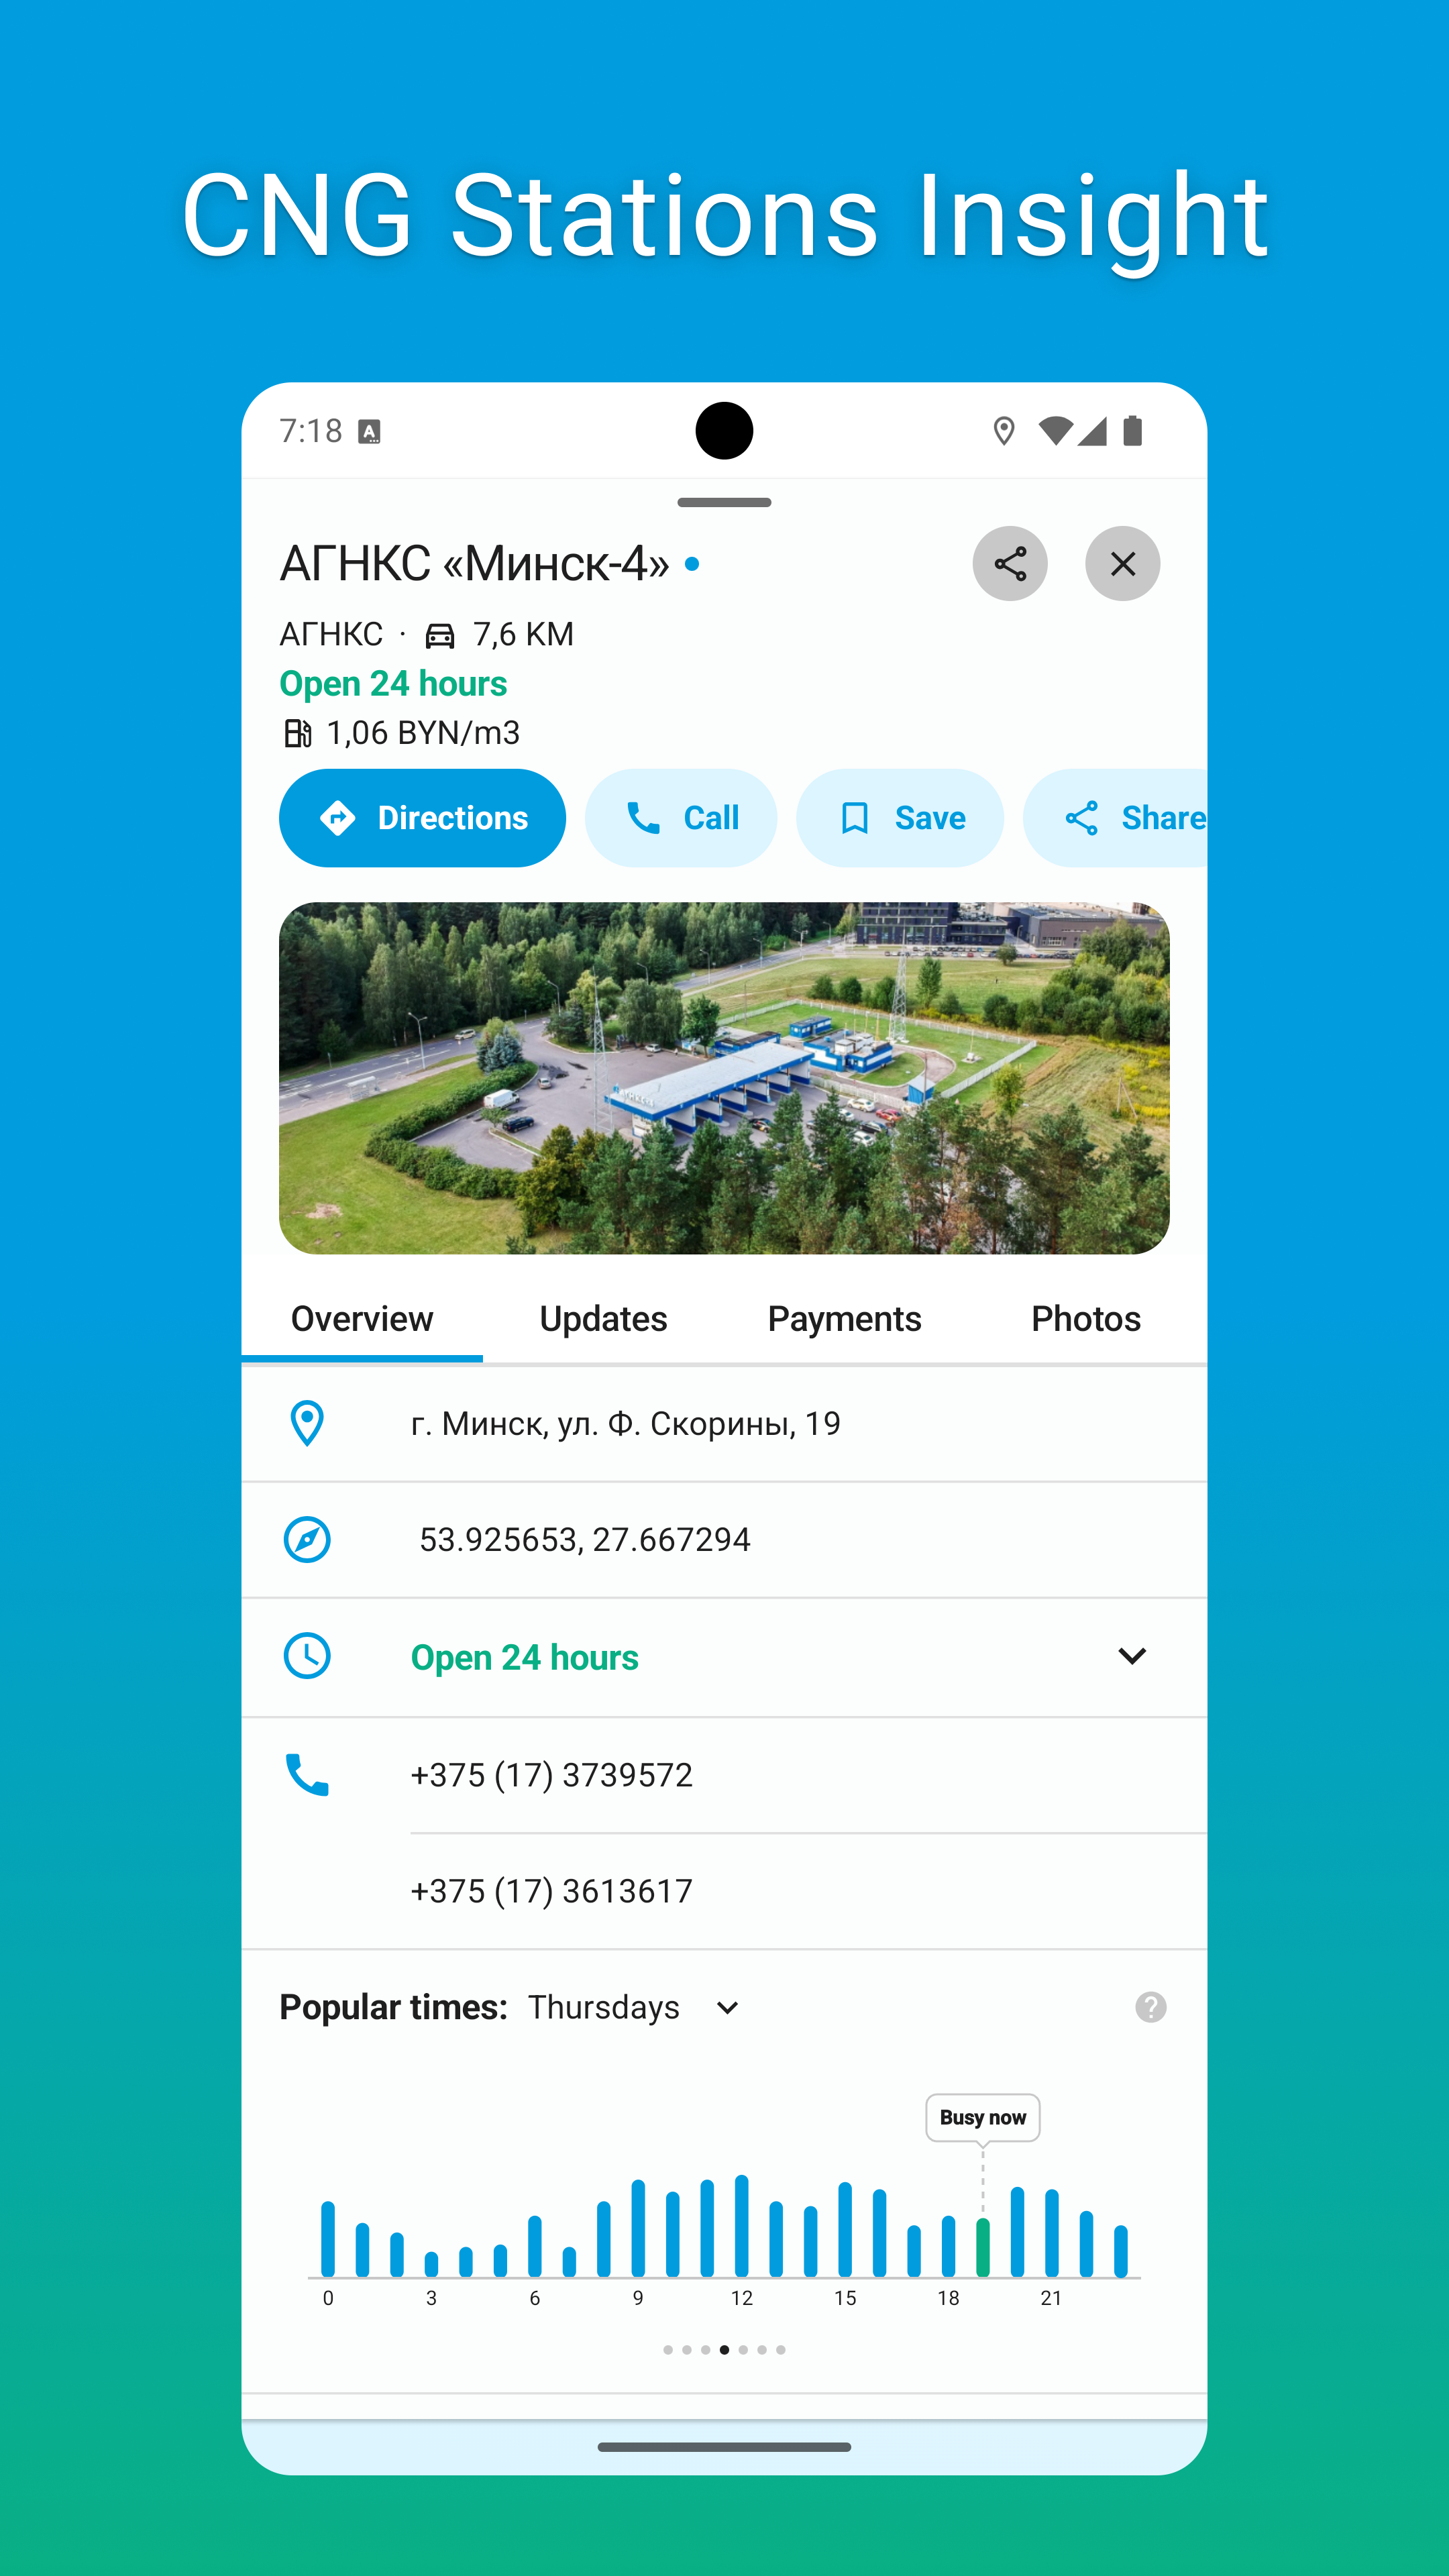 CNG Stations Insight
7:18
АГНКС «Минск-4»
АГНКС · 7,6 KM
Open 24 hours
1,06 BYN/m3
Directions Call Save Share
Overview Updates Payments Photos
г. Минск, ул. Ф. Скорины, 19
53.925653, 27.667294
Open 24 hours
+375 (17) 3739572
+375 (17) 3613617
Popular times: Thursdays
Busy now
0 3 6 9 12 15 18 21